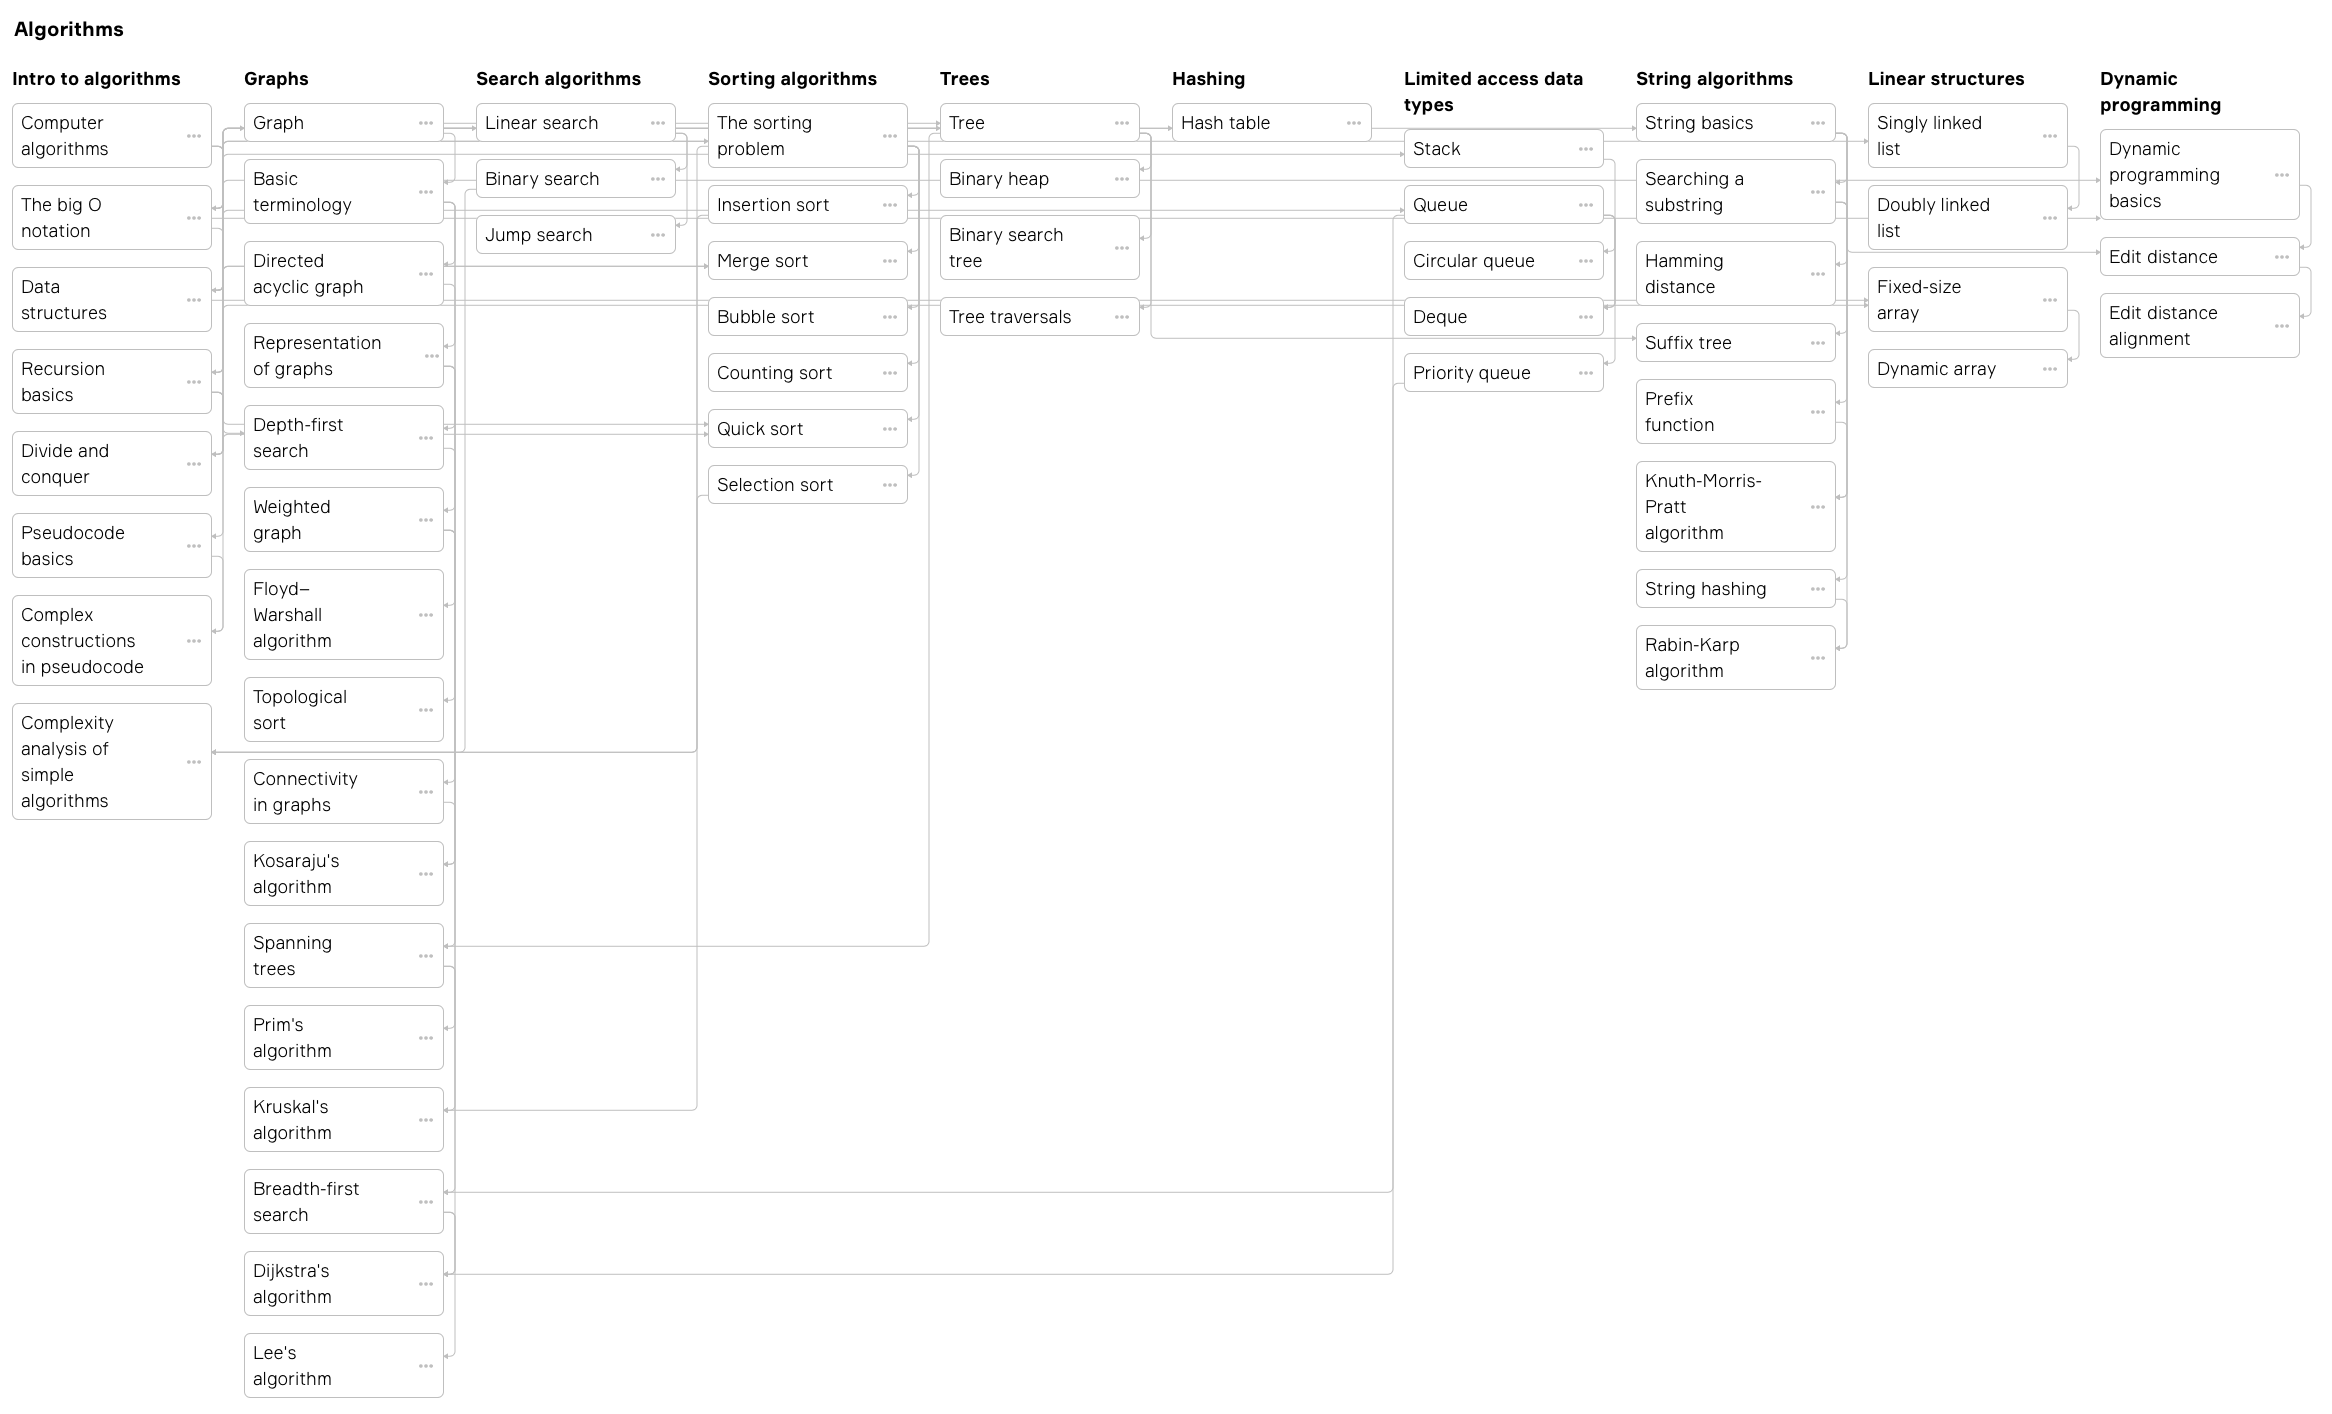 Algorithms
Intro to algorithms
Computer
algorithms
The big O
notation
Data
structures
Recursion
basics
Divide and
conquer
Pseudocode
basics
Complex
constructions
in pseudocode
Complexity
analysis of
simple
algorithms
Graphs
Graph
Basic
terminology
Directed
acyclic graph
Representation
of graphs
Depth-first
search
Weighted
graph
Floyd–
Warshall
algorithm
Topological
sort
Connectivity
in graphs
Kosaraju's
algorithm
Spanning
trees
Prim's
algorithm
Kruskal's
algorithm
Breadth-first
search
Dijkstra's
algorithm
Lee's
algorithm
Search algorithms
Linear search
Binary search
Jump search
Sorting algorithms
The sorting
problem
Insertion sort
Merge sort
Bubble sort
Counting sort
Quick sort
Selection sort
Trees
Tree
Binary heap
Binary search
tree
Tree traversals
Hashing
Hash table
Limited access data
types
Stack
Queue
Circular queue
Deque
Priority queue
String algorithms
String basics
Searching a
substring
Hamming
distance
Suffix tree
Prefix
function
Knuth-Morris-
Pratt
algorithm
String hashing
Rabin-Karp
algorithm
Linear structures
Singly linked
list
Doubly linked
list
Fixed-size
array
Dynamic array
Dynamic
programming
Dynamic
programming
basics
Edit distance
Edit distance
alignment